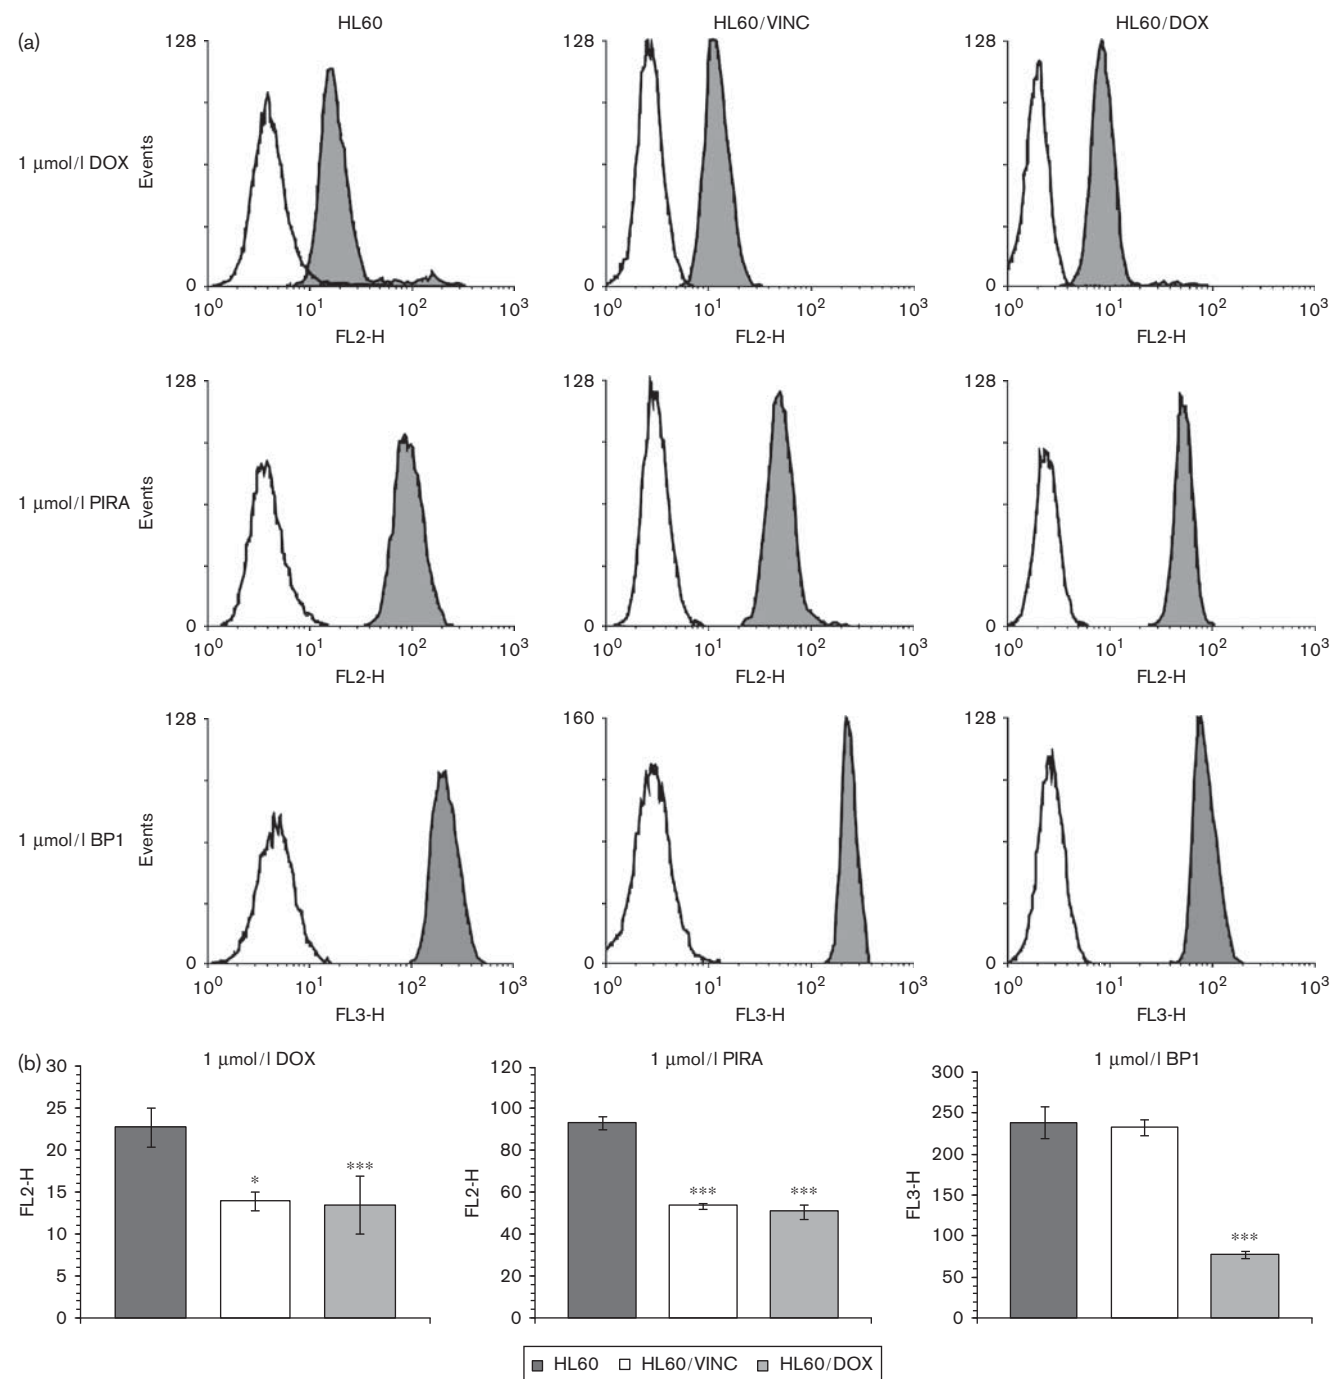 (a)
HL60
HL60/VINC
HL60/DOX
1 μmol/l DOX
Events
128
0
10⁰ 10¹ 10² 10³
FL2-H
128
0
10⁰ 10¹ 10² 10³
FL2-H
128
0
10⁰ 10¹ 10² 10³
FL2-H
1 μmol/l PIRA
Events
128
0
10⁰ 10¹ 10² 10³
FL2-H
128
0
10⁰ 10¹ 10² 10³
FL2-H
128
0
10⁰ 10¹ 10² 10³
FL2-H
1 μmol/l BP1
Events
128
0
10⁰ 10¹ 10² 10³
FL3-H
160
0
10⁰ 10¹ 10² 10³
FL3-H
128
0
10⁰ 10¹ 10² 10³
FL3-H
(b)
1 μmol/l DOX
FL2-H
30
25
20
15
10
5
0
*
***
1 μmol/l PIRA
FL2-H
120
100
80
60
40
20
0
***
***
1 μmol/l BP1
FL3-H
300
250
200
150
100
50
0
***
HL60 HL60/VINC HL60/DOX